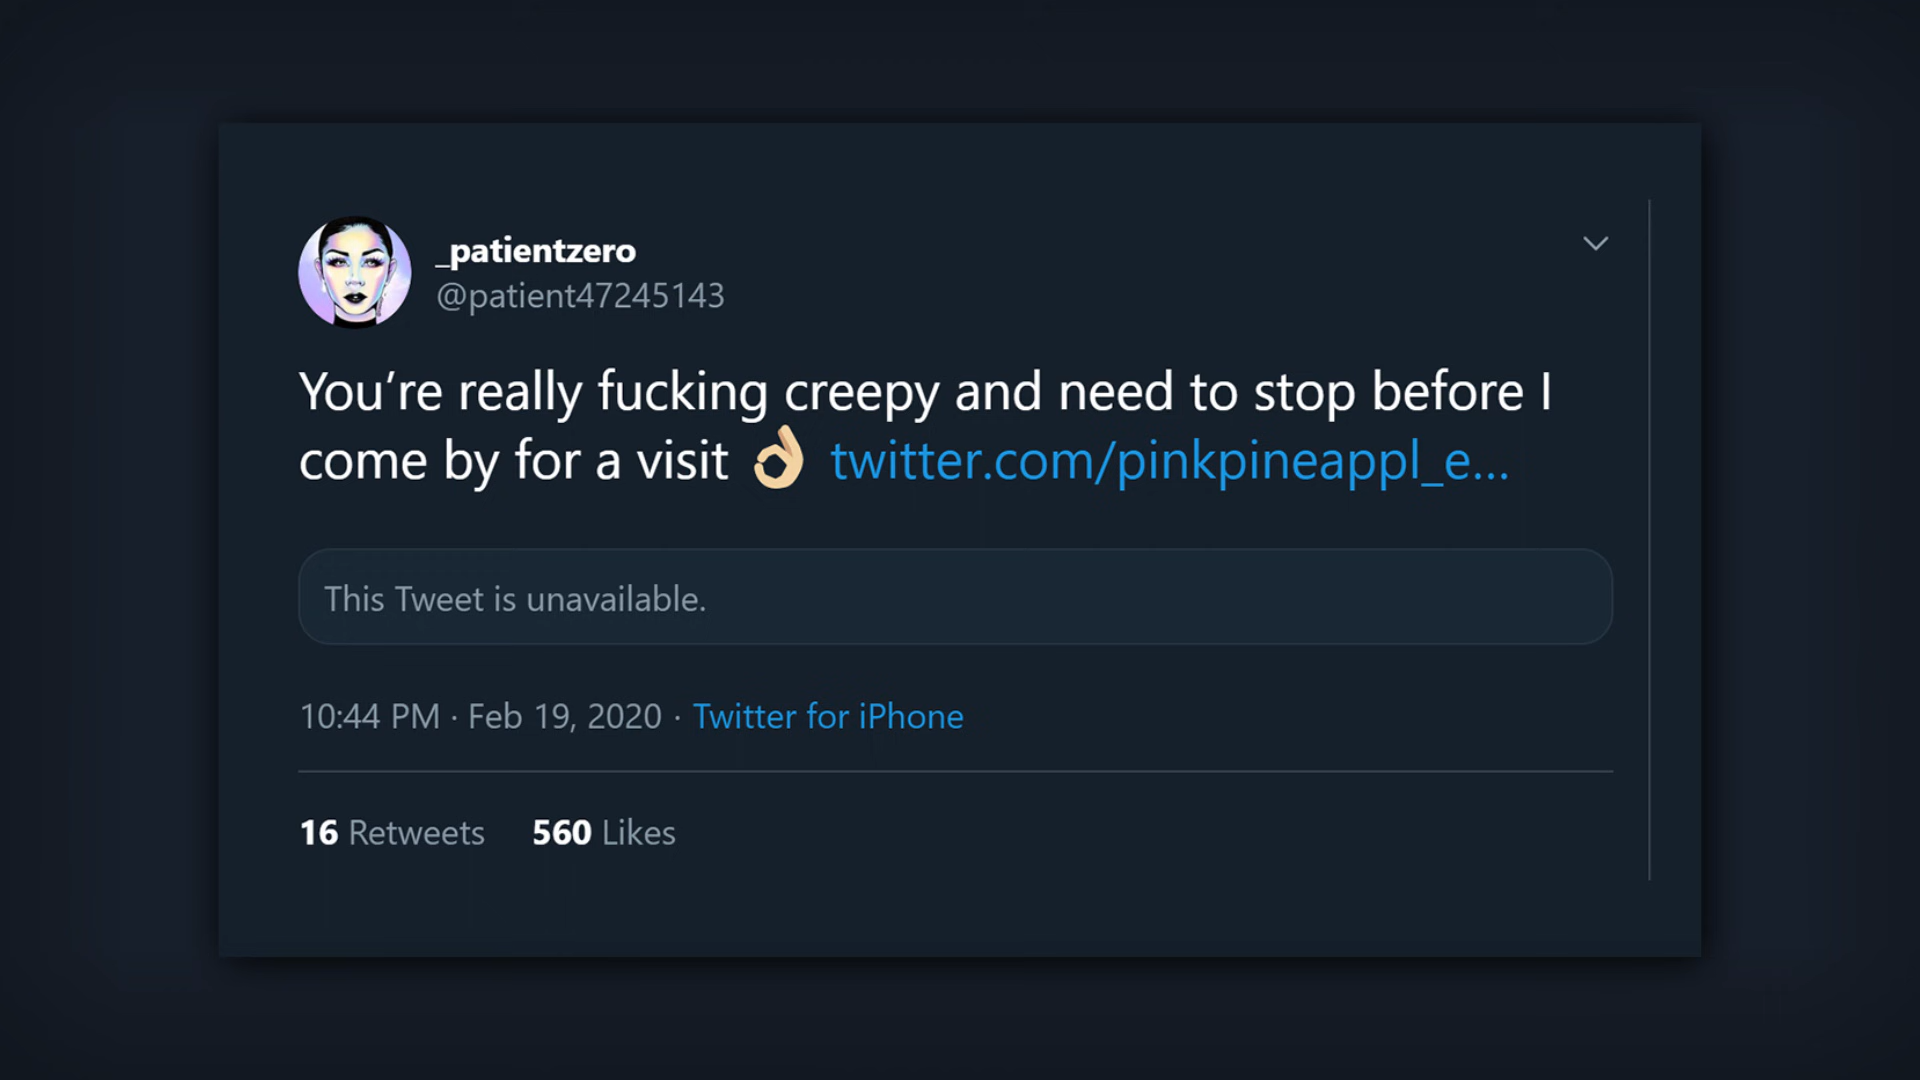 _patientzero
@patient47245143
You’re really fucking creepy and need to stop before I
come by for a visit 👌🏼 twitter.com/pinkpineappl_e…
This Tweet is unavailable.
10:44 PM · Feb 19, 2020 · Twitter for iPhone
16 Retweets 560 Likes